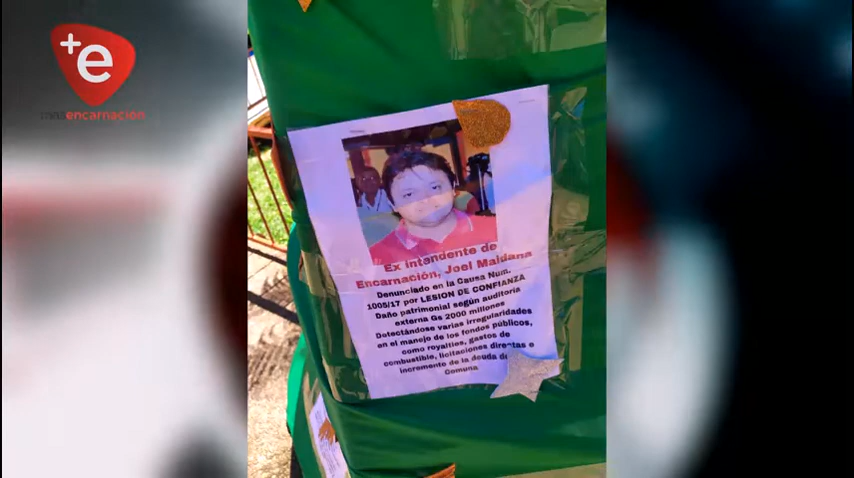 +e
encarnación
Ex Intendente de
Encarnación, Joel Maidana
Denunciado en la Causa Num.
1005/17 por LESION DE CONFIANZA
Daño patrimonial según auditoria
externa Gs 2000 millones
Detectándose varias irregularidades
en el manejo de los fondos públicos,
como royalties, gastos de
combustible, licitaciones directas e
incremento de la deuda de
Comuna